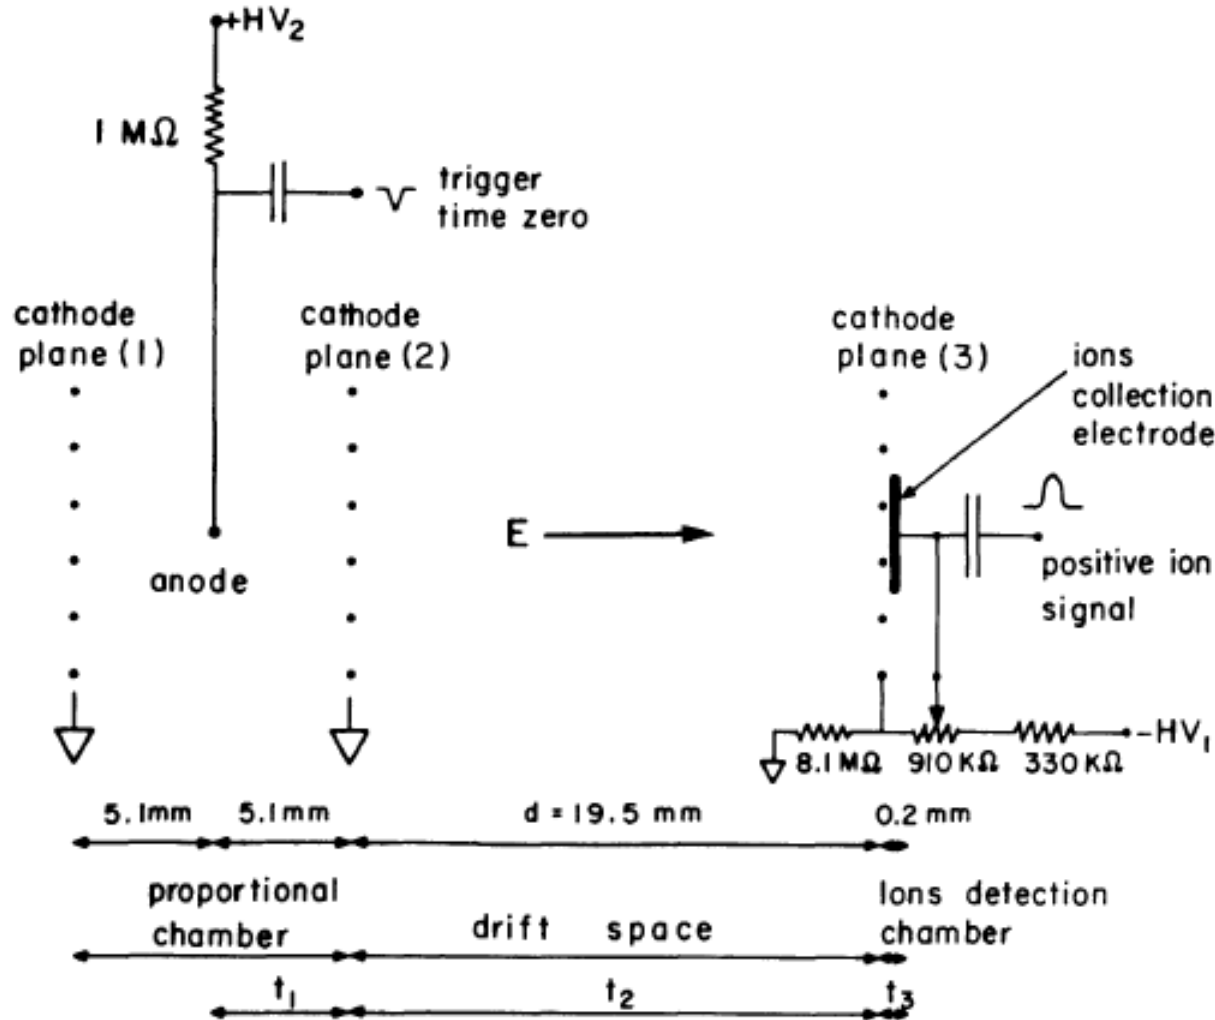 +HV₂
1 MΩ
trigger
time zero
cathode
plane (1)
cathode
plane (2)
cathode
plane (3)
ions
collection
electrode
E
anode
positive ion
signal
-HV₁
8.1 MΩ
910 KΩ
330 KΩ
5.1mm
5.1mm
d = 19.5 mm
0.2 mm
proportional
chamber
drift space
Ions detection
chamber
t₁
t₂
t₃